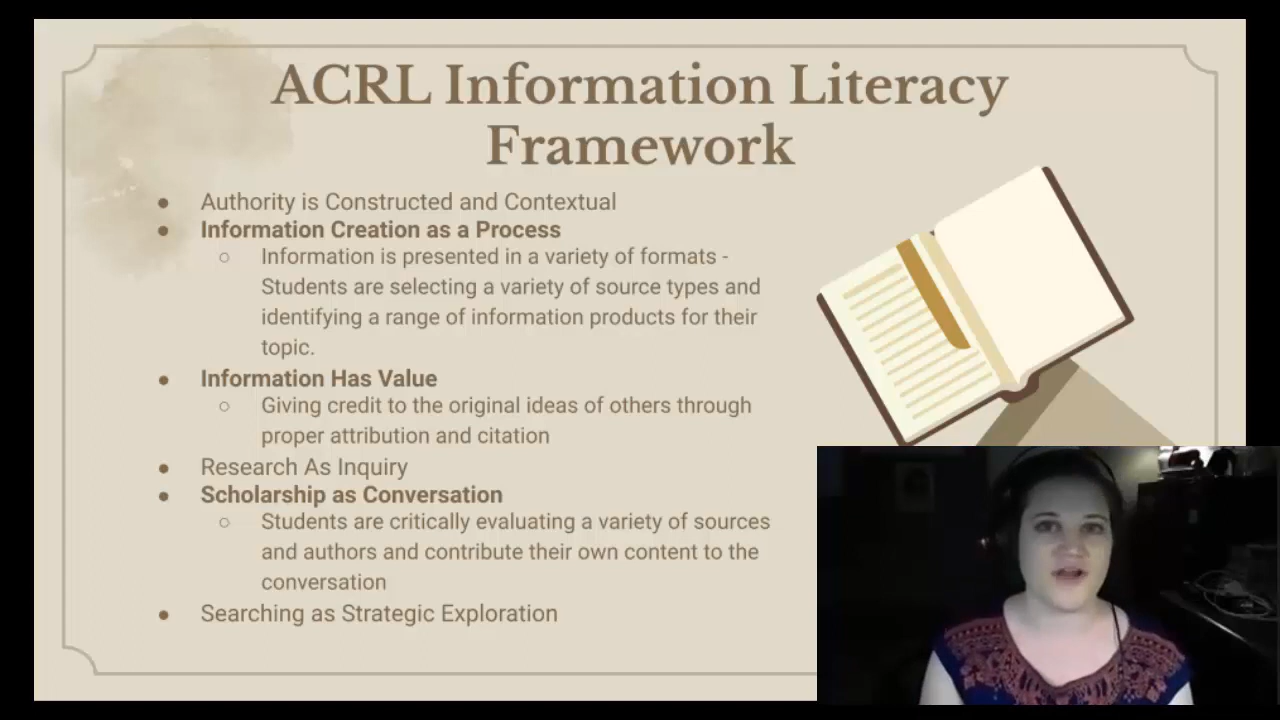 ACRL Information Literacy
Framework
● Authority is Constructed and Contextual
● Information Creation as a Process
○ Information is presented in a variety of formats -
Students are selecting a variety of source types and
identifying a range of information products for their
topic.
● Information Has Value
○ Giving credit to the original ideas of others through
proper attribution and citation
● Research As Inquiry
● Scholarship as Conversation
○ Students are critically evaluating a variety of sources
and authors and contribute their own content to the
conversation
● Searching as Strategic Exploration